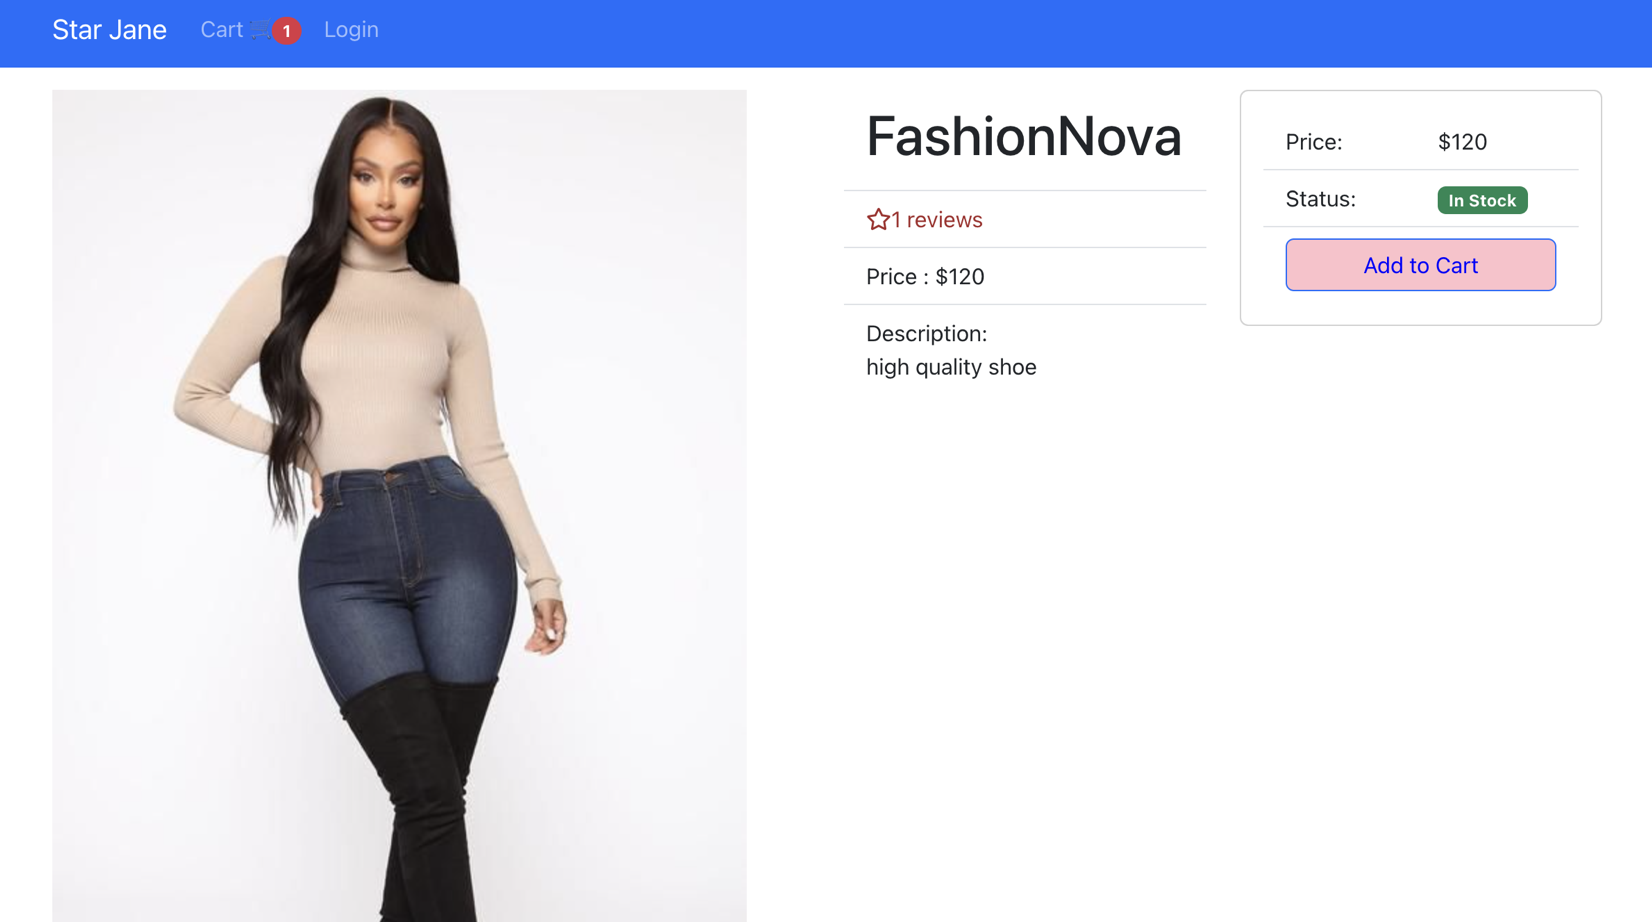 Star Jane
Cart 1
Login
FashionNova
1 reviews
Price : $120
Description:
high quality shoe
Price: $120
Status: In Stock
Add to Cart